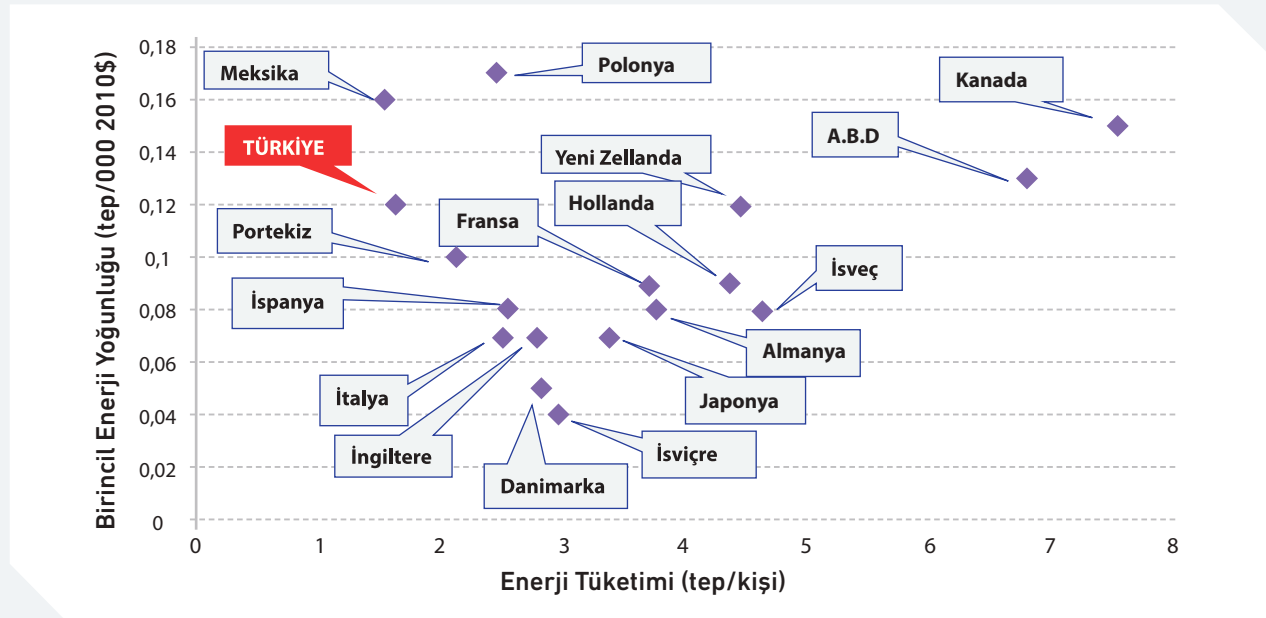 Birincil Enerji Yoğunluğu (tep/000 2010$)
0,18
0,16
0,14
0,12
0,1
0,08
0,06
0,04
0,02
0
Meksika
Polonya
Kanada
TÜRKİYE
A.B.D
Yeni Zellanda
Hollanda
Fransa
Portekiz
İsveç
İspanya
Almanya
İtalya
Japonya
İngiltere
İsviçre
Danimarka
0 1 2 3 4 5 6 7 8
Enerji Tüketimi (tep/kişi)